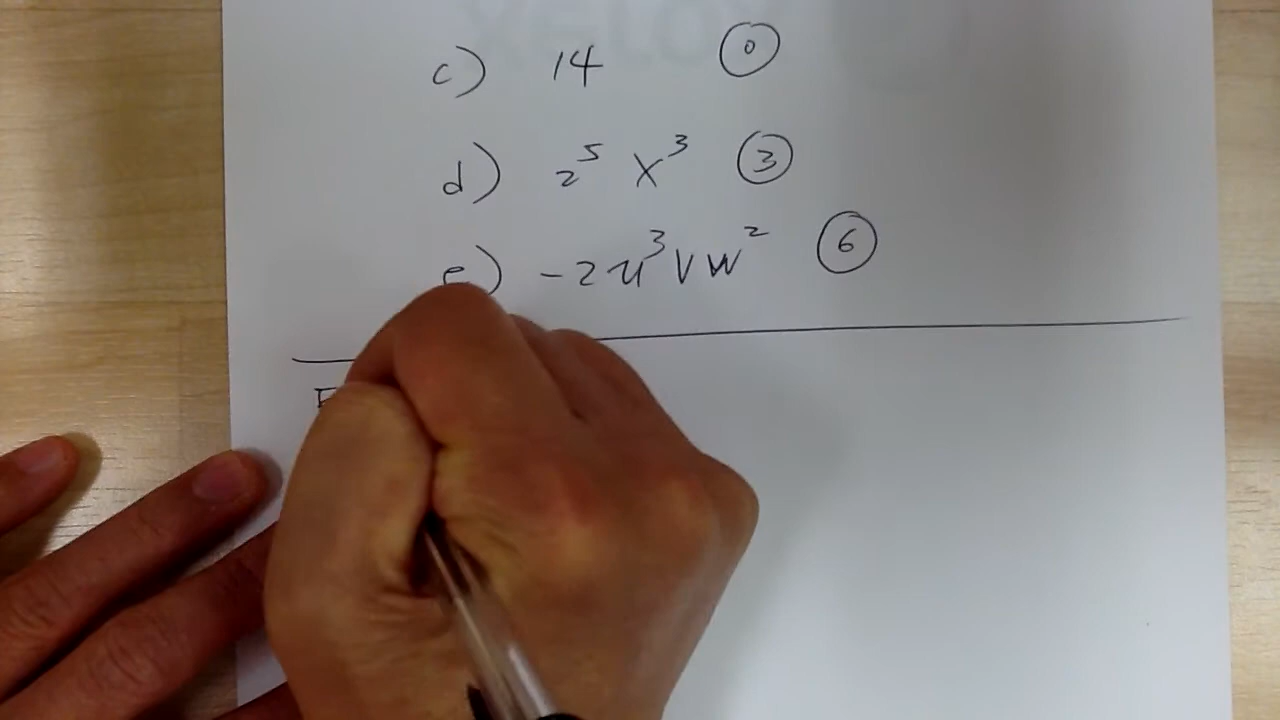 c) 14 0
d) 2⁵ x³ 3
e) -2u³vw² 6